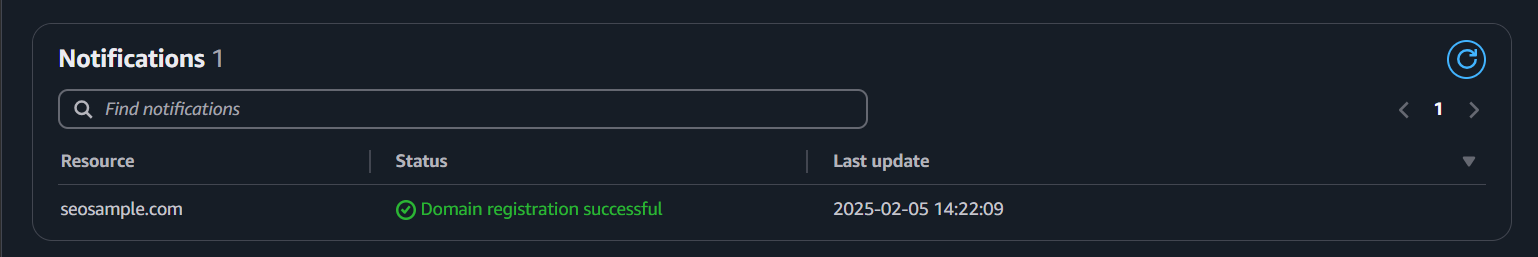 Notifications 1
Find notifications
1
Resource Status Last update
seosample.com Domain registration successful 2025-02-05 14:22:09